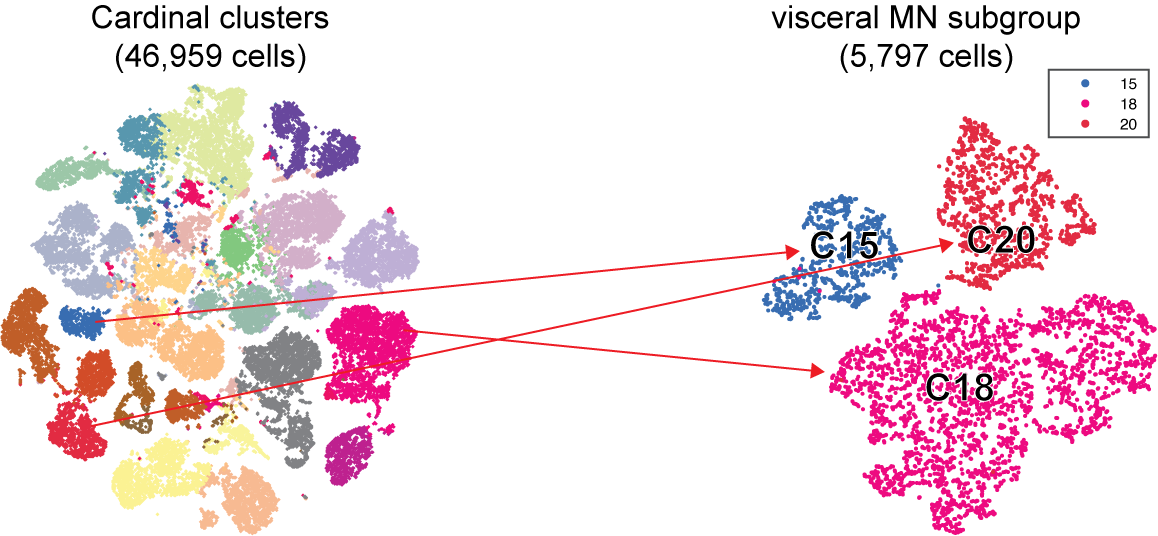 Cardinal clusters
(46,959 cells)
visceral MN subgroup
(5,797 cells)
15
18
20
C15
C20
C18